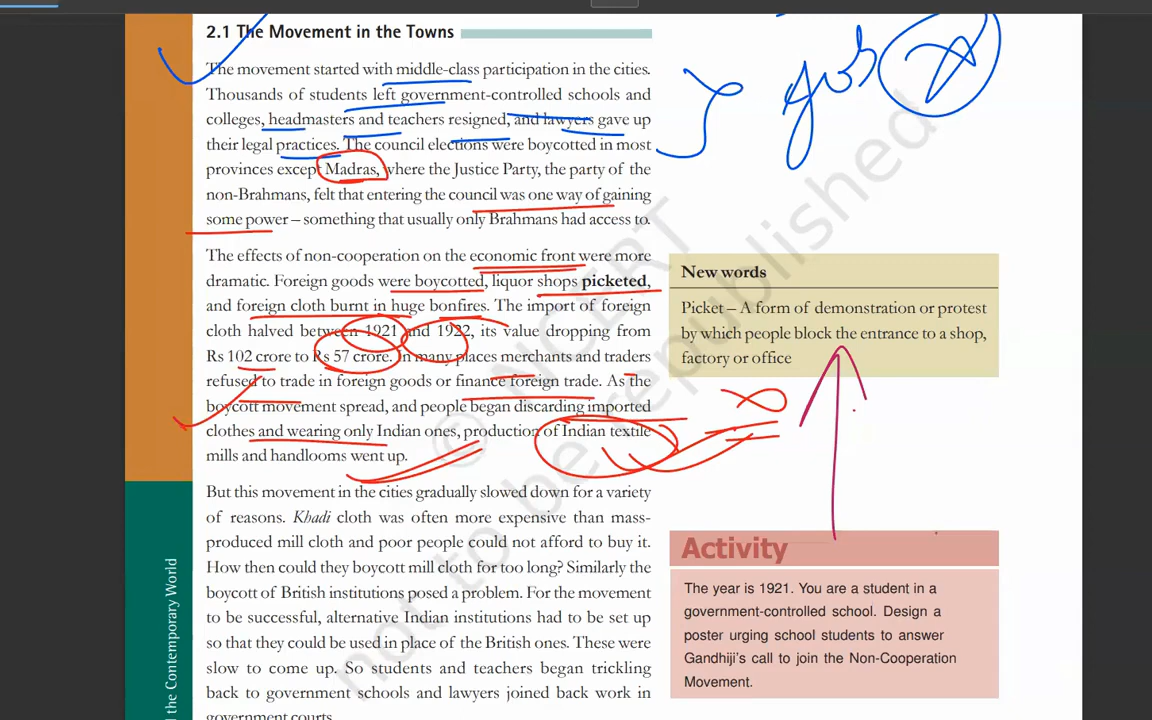 2.1 The Movement in the Towns
The movement started with middle-class participation in the cities.
Thousands of students left government-controlled schools and
colleges, headmasters and teachers resigned, and lawyers gave up
their legal practices. The council elections were boycotted in most
provinces except Madras, where the Justice Party, the party of the
non-Brahmans, felt that entering the council was one way of gaining
some power – something that usually only Brahmans had access to.
The effects of non-cooperation on the economic front were more
dramatic. Foreign goods were boycotted, liquor shops picketed,
and foreign cloth burnt in huge bonfires. The import of foreign
cloth halved between 1921 and 1922, its value dropping from
Rs 102 crore to Rs 57 crore. In many places merchants and traders
refused to trade in foreign goods or finance foreign trade. As the
boycott movement spread, and people began discarding imported
clothes and wearing only Indian ones, production of Indian textile
mills and handlooms went up.
But this movement in the cities gradually slowed down for a variety
of reasons. Khadi cloth was often more expensive than mass-
produced mill cloth and poor people could not afford to buy it.
How then could they boycott mill cloth for too long? Similarly the
boycott of British institutions posed a problem. For the movement
to be successful, alternative Indian institutions had to be set up
so that they could be used in place of the British ones. These were
slow to come up. So students and teachers began trickling
back to government schools and lawyers joined back work in
government courts.
New words
Picket – A form of demonstration or protest
by which people block the entrance to a shop,
factory or office
Activity
The year is 1921. You are a student in a
government-controlled school. Design a
poster urging school students to answer
Gandhiji's call to join the Non-Cooperation
Movement.
d the Contemporary World
© NCERT
not to be republished